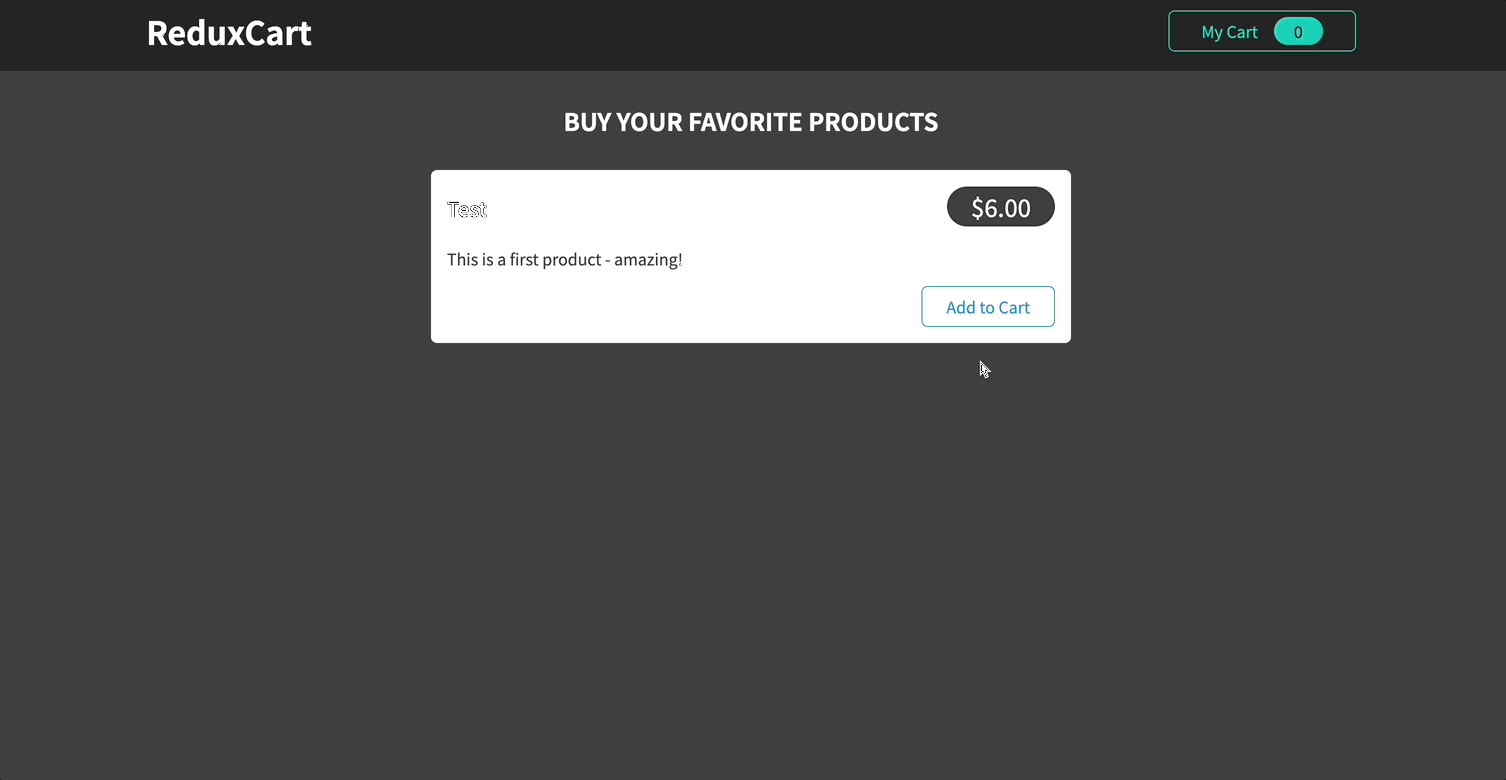 ReduxCart
My Cart 0
BUY YOUR FAVORITE PRODUCTS
Test
$6.00
This is a first product - amazing!
Add to Cart